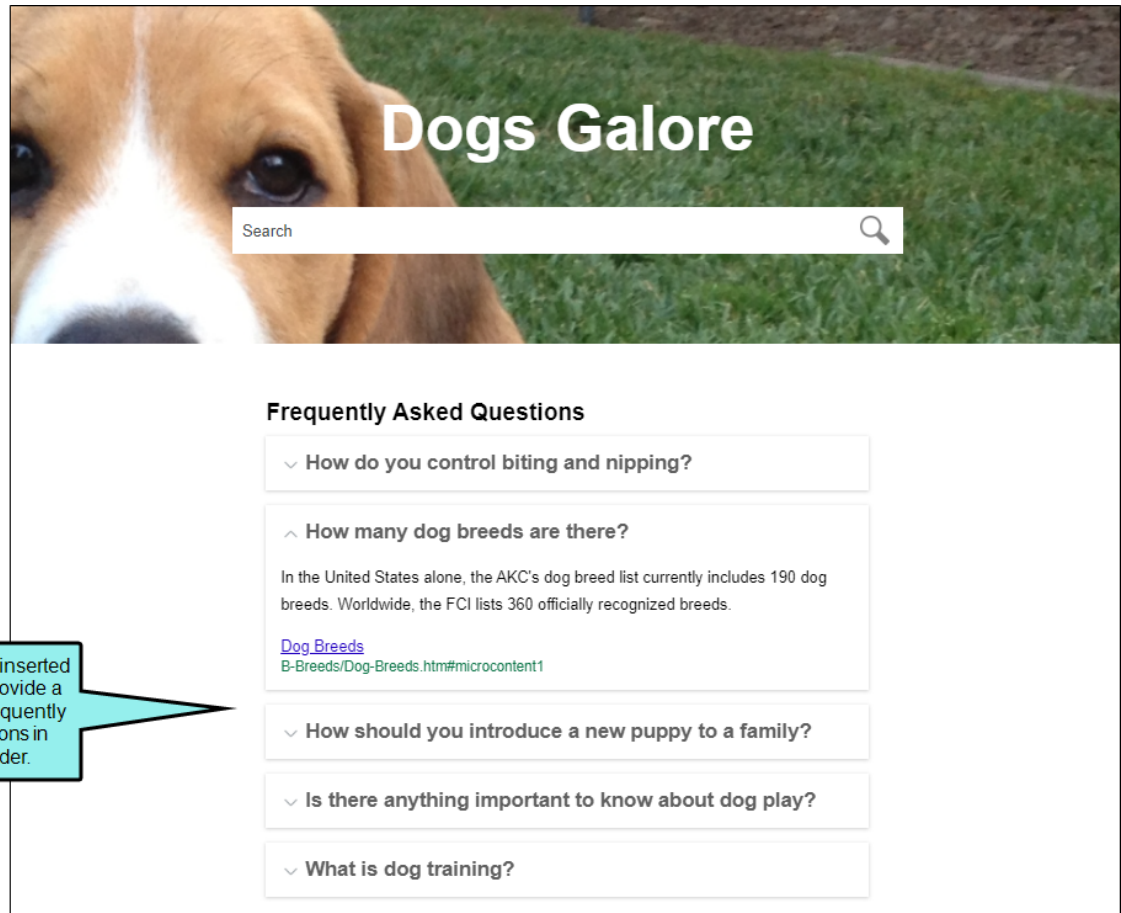 Dogs Galore
Search
Frequently Asked Questions
How do you control biting and nipping?
How many dog breeds are there?
In the United States alone, the AKC's dog breed list currently includes 190 dog
breeds. Worldwide, the FCI lists 360 officially recognized breeds.
Dog Breeds
B-Breeds/Dog-Breeds.htm#microcontent1
inserted
ovide a
quently
ons in
der.
How should you introduce a new puppy to a family?
Is there anything important to know about dog play?
What is dog training?